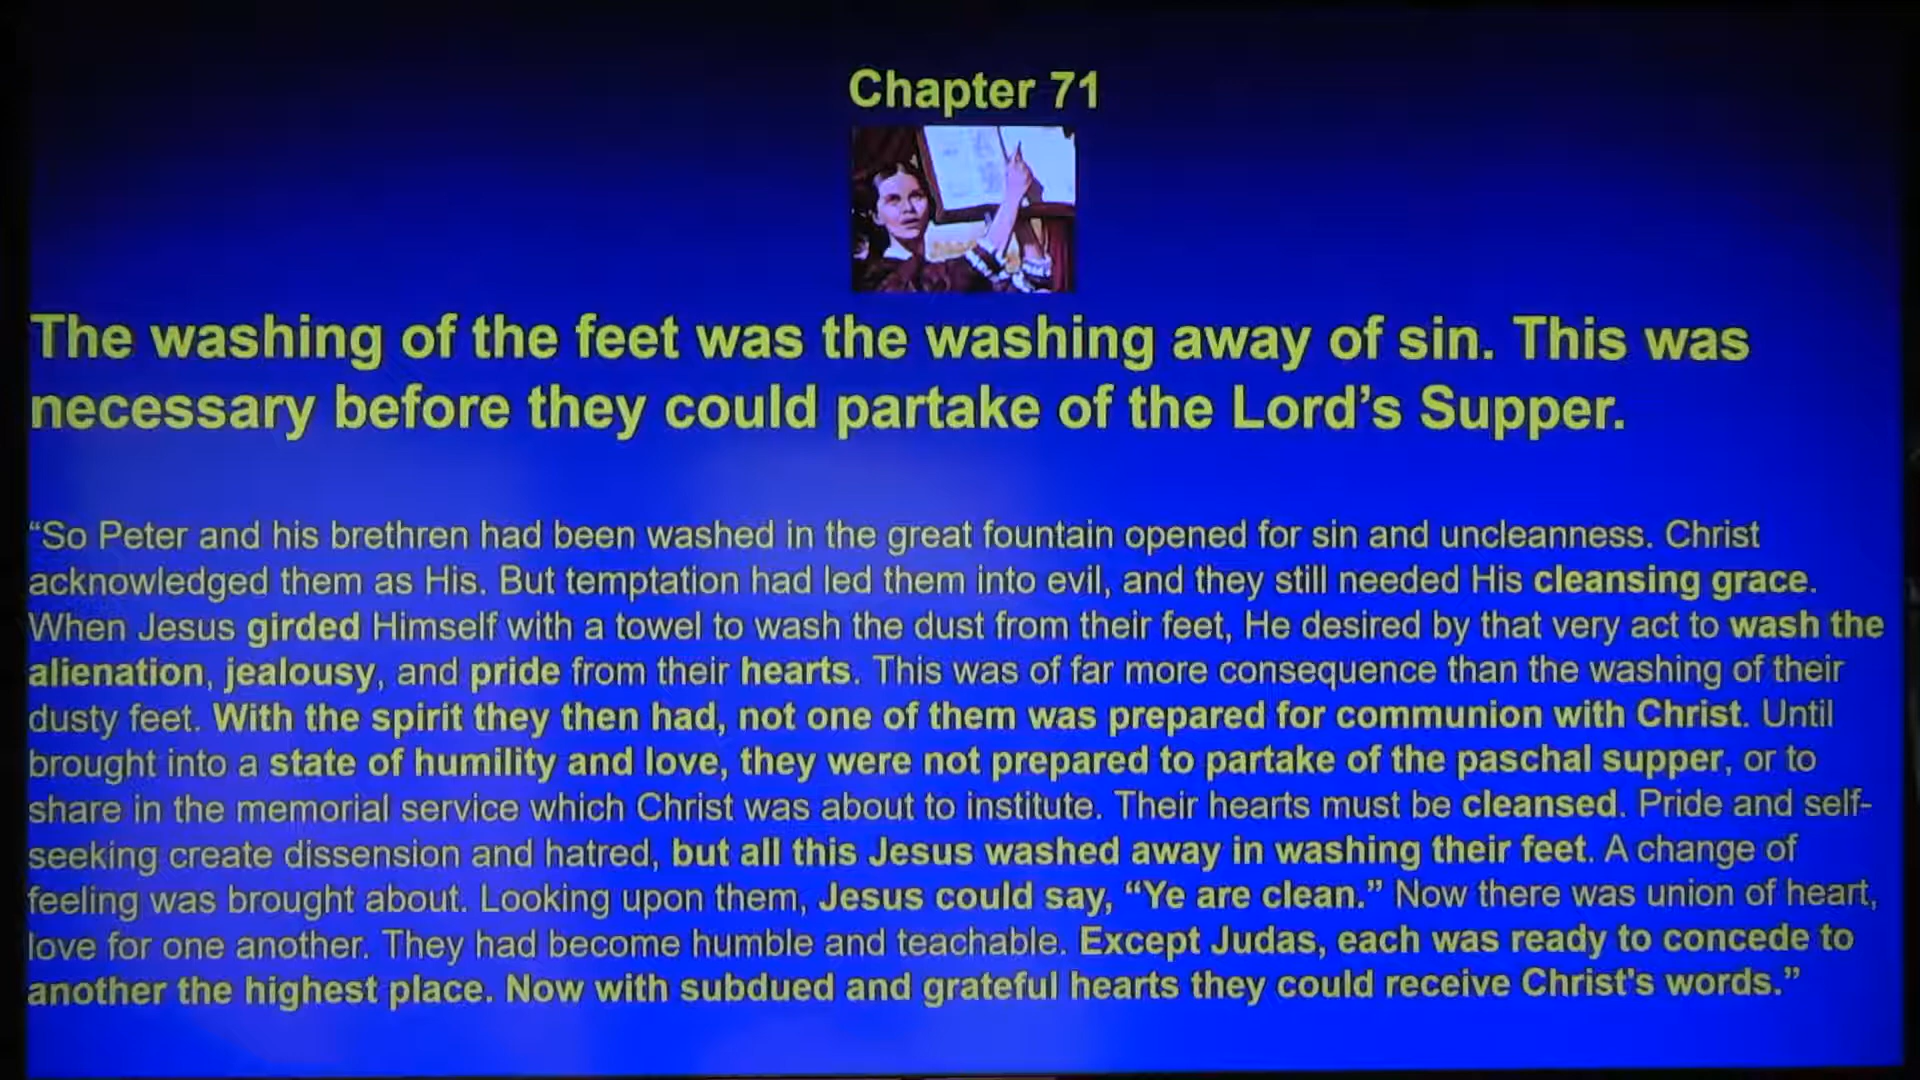 Chapter 71
The washing of the feet was the washing away of sin. This was
necessary before they could partake of the Lord’s Supper.
“So Peter and his brethren had been washed in the great fountain opened for sin and uncleanness. Christ
acknowledged them as His. But temptation had led them into evil, and they still needed His cleansing grace.
When Jesus girded Himself with a towel to wash the dust from their feet, He desired by that very act to wash the
alienation, jealousy, and pride from their hearts. This was of far more consequence than the washing of their
dusty feet. With the spirit they then had, not one of them was prepared for communion with Christ. Until
brought into a state of humility and love, they were not prepared to partake of the paschal supper, or to
share in the memorial service which Christ was about to institute. Their hearts must be cleansed. Pride and self-
seeking create dissension and hatred, but all this Jesus washed away in washing their feet. A change of
feeling was brought about. Looking upon them, Jesus could say, “Ye are clean.” Now there was union of heart,
love for one another. They had become humble and teachable. Except Judas, each was ready to concede to
another the highest place. Now with subdued and grateful hearts they could receive Christ's words.”